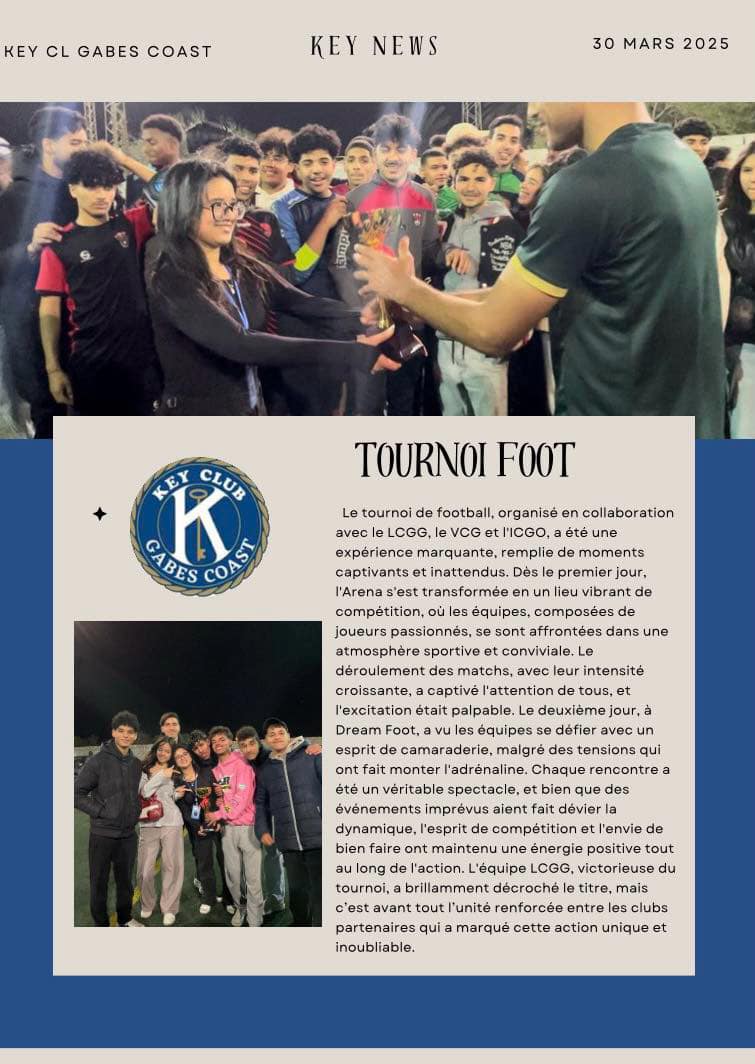 KEY CL GABES COAST
KEY NEWS
30 MARS 2025
TOURNOI FOOT
KEY CLUB
K
GABES COAST
Le tournoi de football, organisé en collaboration
avec le LCGG, le VCG et l'ICGO, a été une
expérience marquante, remplie de moments
captivants et inattendus. Dès le premier jour,
l'Arena s'est transformée en un lieu vibrant de
compétition, où les équipes, composées de
joueurs passionnés, se sont affrontées dans une
atmosphère sportive et conviviale. Le
déroulement des matchs, avec leur intensité
croissante, a captivé l'attention de tous, et
l'excitation était palpable. Le deuxième jour, à
Dream Foot, a vu les équipes se défier avec un
esprit de camaraderie, malgré des tensions qui
ont fait monter l'adrénaline. Chaque rencontre a
été un véritable spectacle, et bien que des
événements imprévus aient fait dévier la
dynamique, l'esprit de compétition et l'envie de
bien faire ont maintenu une énergie positive tout
au long de l'action. L'équipe LCGG, victorieuse du
tournoi, a brillamment décroché le titre, mais
c’est avant tout l’unité renforcée entre les clubs
partenaires qui a marqué cette action unique et
inoubliable.